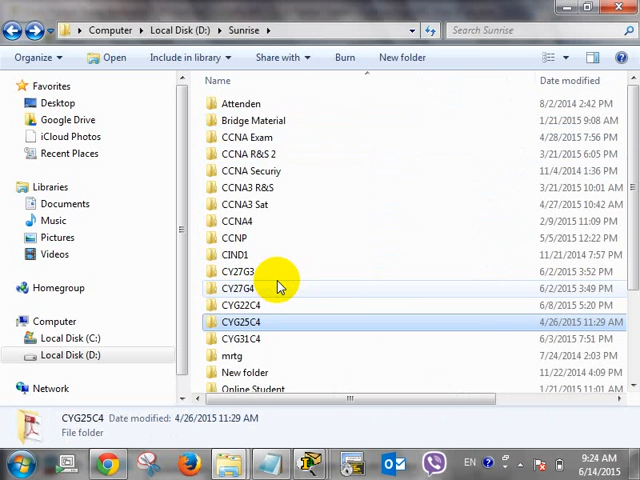 Computer ▸ Local Disk (D:) ▸ Sunrise ▸
Search Sunrise
Organize Open Include in library Share with Burn New folder
Name Date modified
Favorites
Desktop
Google Drive
iCloud Photos
Recent Places
Libraries
Documents
Music
Pictures
Videos
Homegroup
Computer
Local Disk (C:)
Local Disk (D:)
Network
Attenden 8/2/2014 2:42 PM
Bridge Material 1/21/2015 9:08 AM
CCNA Exam 4/28/2015 7:56 PM
CCNA R&S 2 3/21/2015 6:05 PM
CCNA Securiy 11/4/2014 1:36 PM
CCNA3 R&S 3/21/2015 10:01 AM
CCNA3 Sat 4/27/2015 10:42 AM
CCNA4 2/9/2015 11:09 PM
CCNP 5/5/2015 12:22 PM
CIND1 11/21/2014 7:57 PM
CY27G3 6/2/2015 3:52 PM
CY27G4 6/2/2015 3:49 PM
CYG22C4 6/8/2015 5:20 PM
CYG25C4 4/26/2015 11:29 AM
CYG31C4 6/3/2015 7:51 PM
mrtg 7/24/2014 2:03 PM
New folder 11/22/2014 4:09 PM
Online Student 1/21/2015 11:01 AM
CYG25C4 Date modified: 4/26/2015 11:29 AM
File folder
EN
9:24 AM
6/14/2015